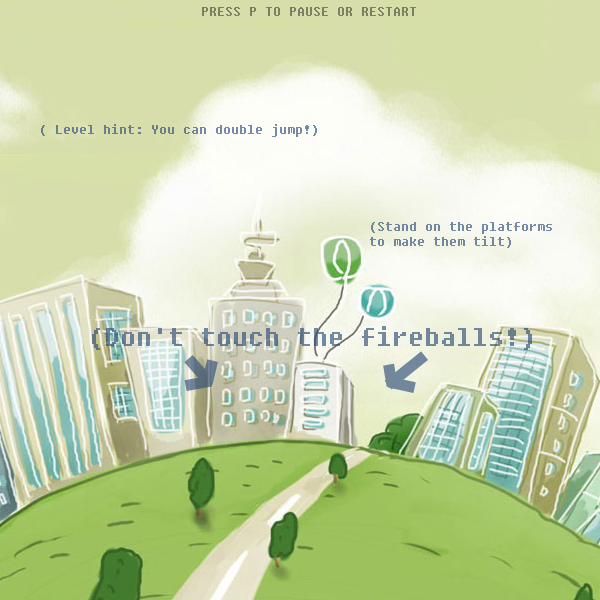 PRESS P TO PAUSE OR RESTART
( Level hint: You can double jump!)
(Stand on the platforms
to make them tilt)
(Don't touch the fireballs!)